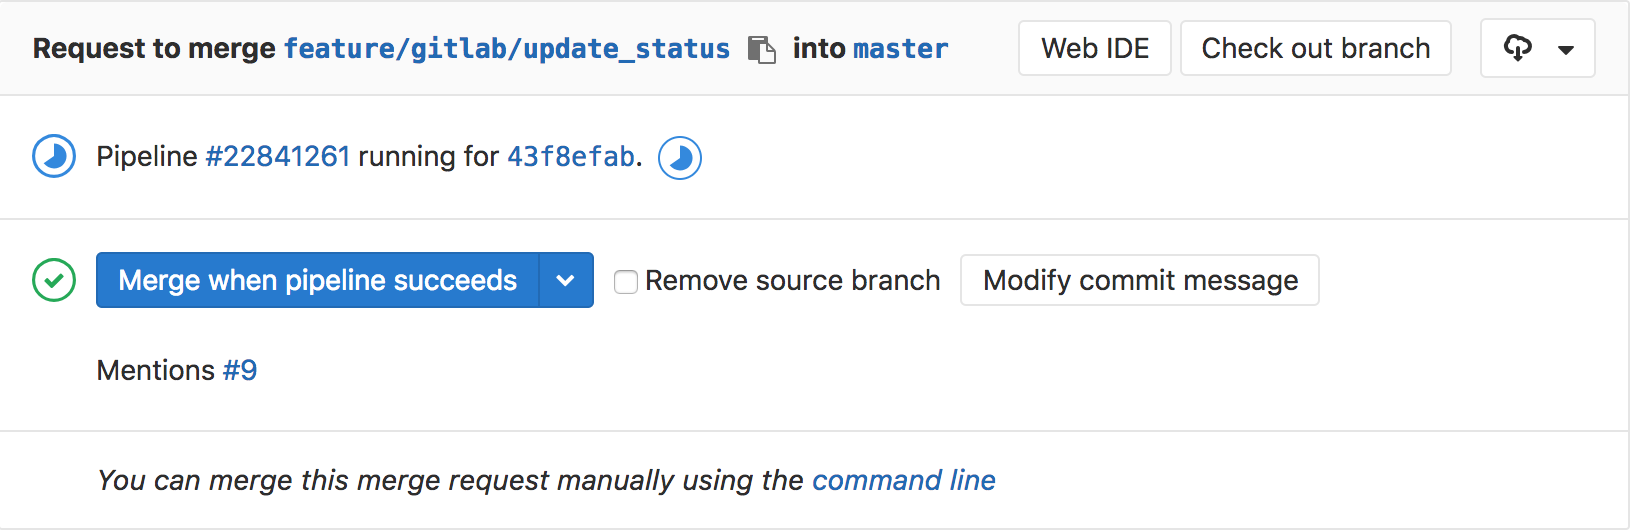 Request to merge feature/gitlab/update_status into master Web IDE Check out branch
Pipeline #22841261 running for 43f8efab.
Merge when pipeline succeeds Remove source branch Modify commit message
Mentions #9
You can merge this merge request manually using the command line